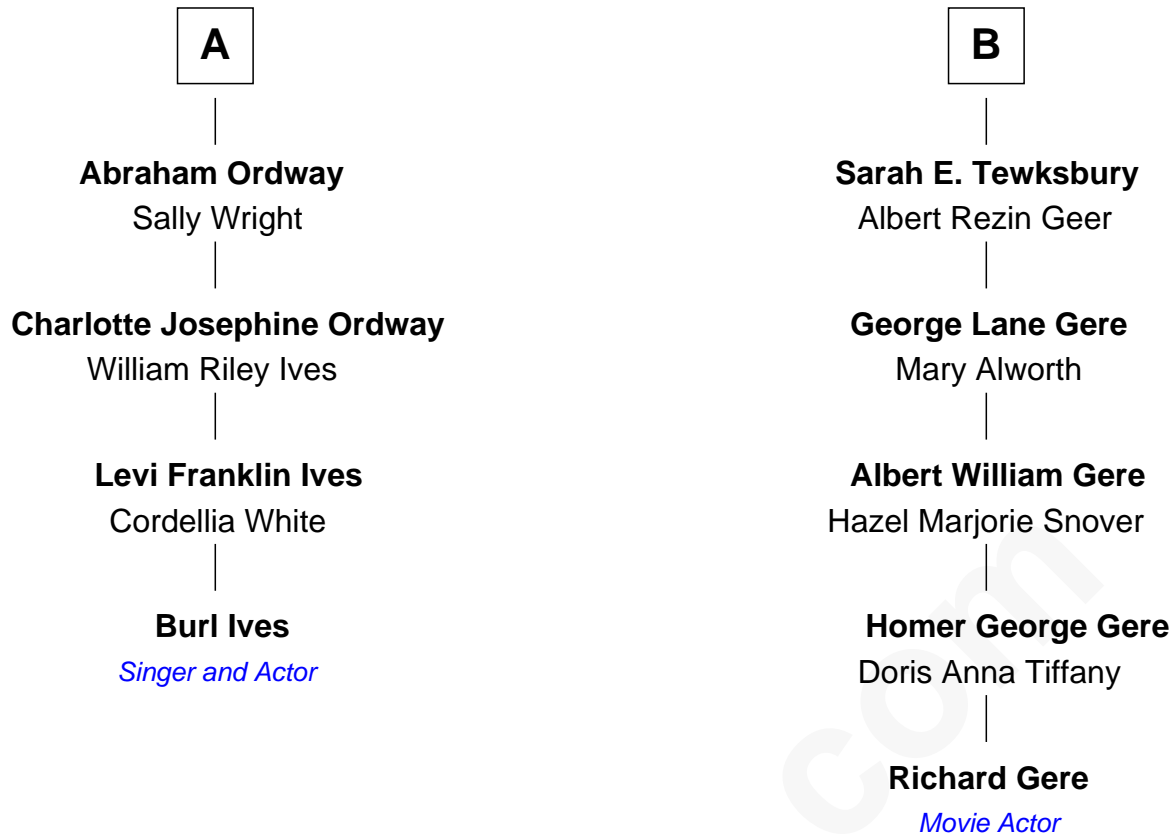 A
Abraham Ordway
Sally Wright
Charlotte Josephine Ordway
William Riley Ives
Levi Franklin Ives
Cordellia White
Burl Ives
Singer and Actor
B
Sarah E. Tewksbury
Albert Rezin Geer
George Lane Gere
Mary Alworth
Albert William Gere
Hazel Marjorie Snover
Homer George Gere
Doris Anna Tiffany
Richard Gere
Movie Actor
com